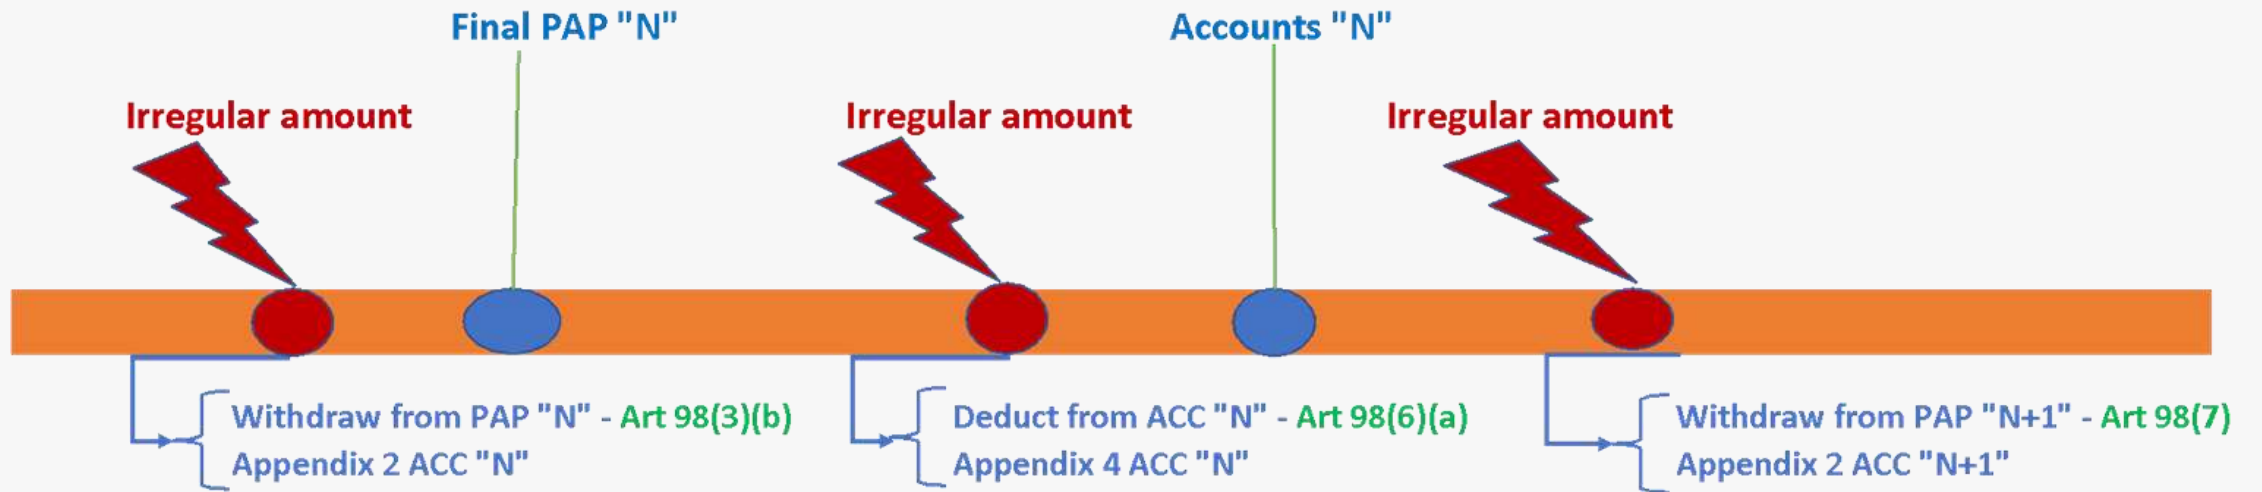 Final PAP "N"
Accounts "N"
Irregular amount
Irregular amount
Irregular amount
Withdraw from PAP "N" - Art 98(3)(b)
Appendix 2 ACC "N"
Deduct from ACC "N" - Art 98(6)(a)
Appendix 4 ACC "N"
Withdraw from PAP "N+1" - Art 98(7)
Appendix 2 ACC "N+1"